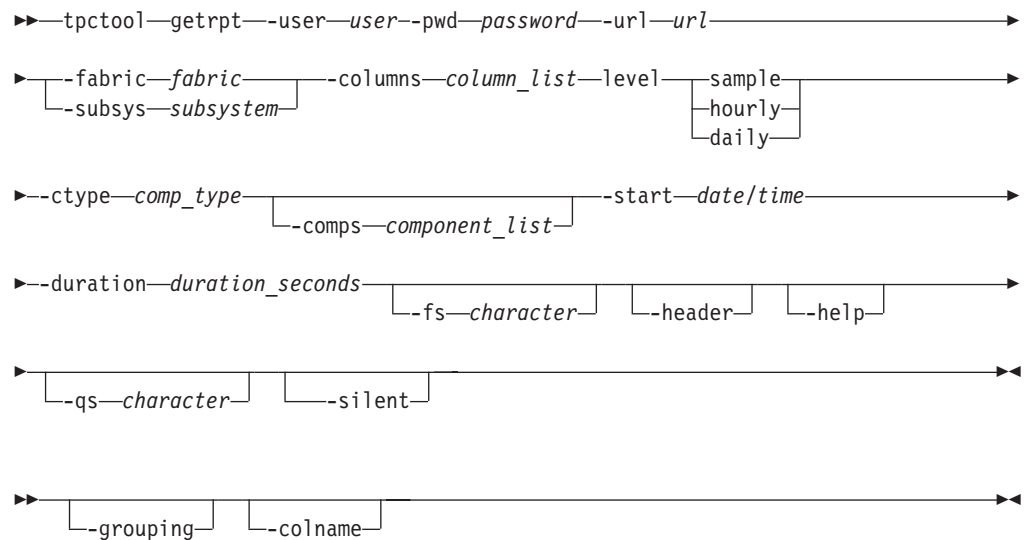 tpctool getrpt -user user -pwd password -url url
-fabric fabric -columns column_list level sample
-subsys subsystem hourly
daily
-ctype comp_type -start date/time
-comps component_list
-duration duration_seconds
-fs character -header -help
-qs character -silent
-grouping -colname